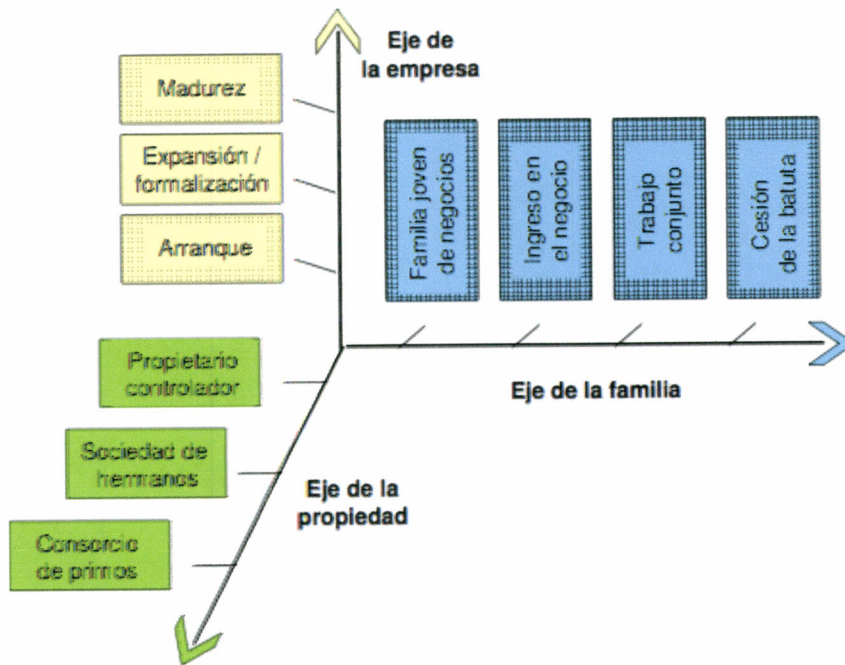 Eje de
la empresa
Madurez
Expansión /
formalización
Arranque
Familia joven
de negocios
Ingreso en
el negocio
Trabajo
conjunto
Cesión
de la batuta
Eje de la familia
Propietario
controlador
Sociedad de
hermanos
Consorcio
de primos
Eje de la
propiedad